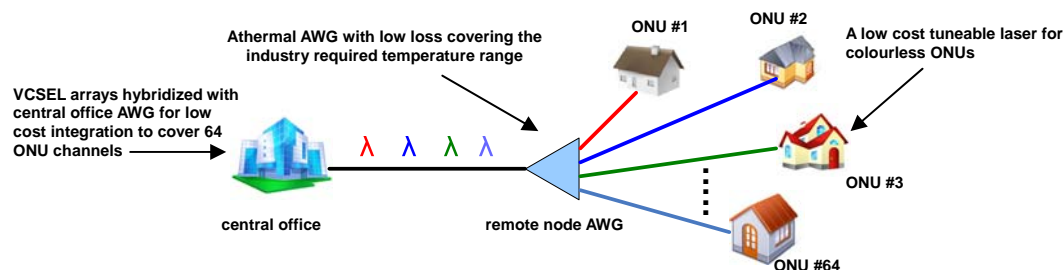 ONU #1
ONU #2
Athermal AWG with low loss covering the
industry required temperature range
A low cost tuneable laser for
colourless ONUs
VCSEL arrays hybridized with
central office AWG for low
cost integration to cover 64
ONU channels
λ λ λ λ
ONU #3
central office
remote node AWG
ONU #64